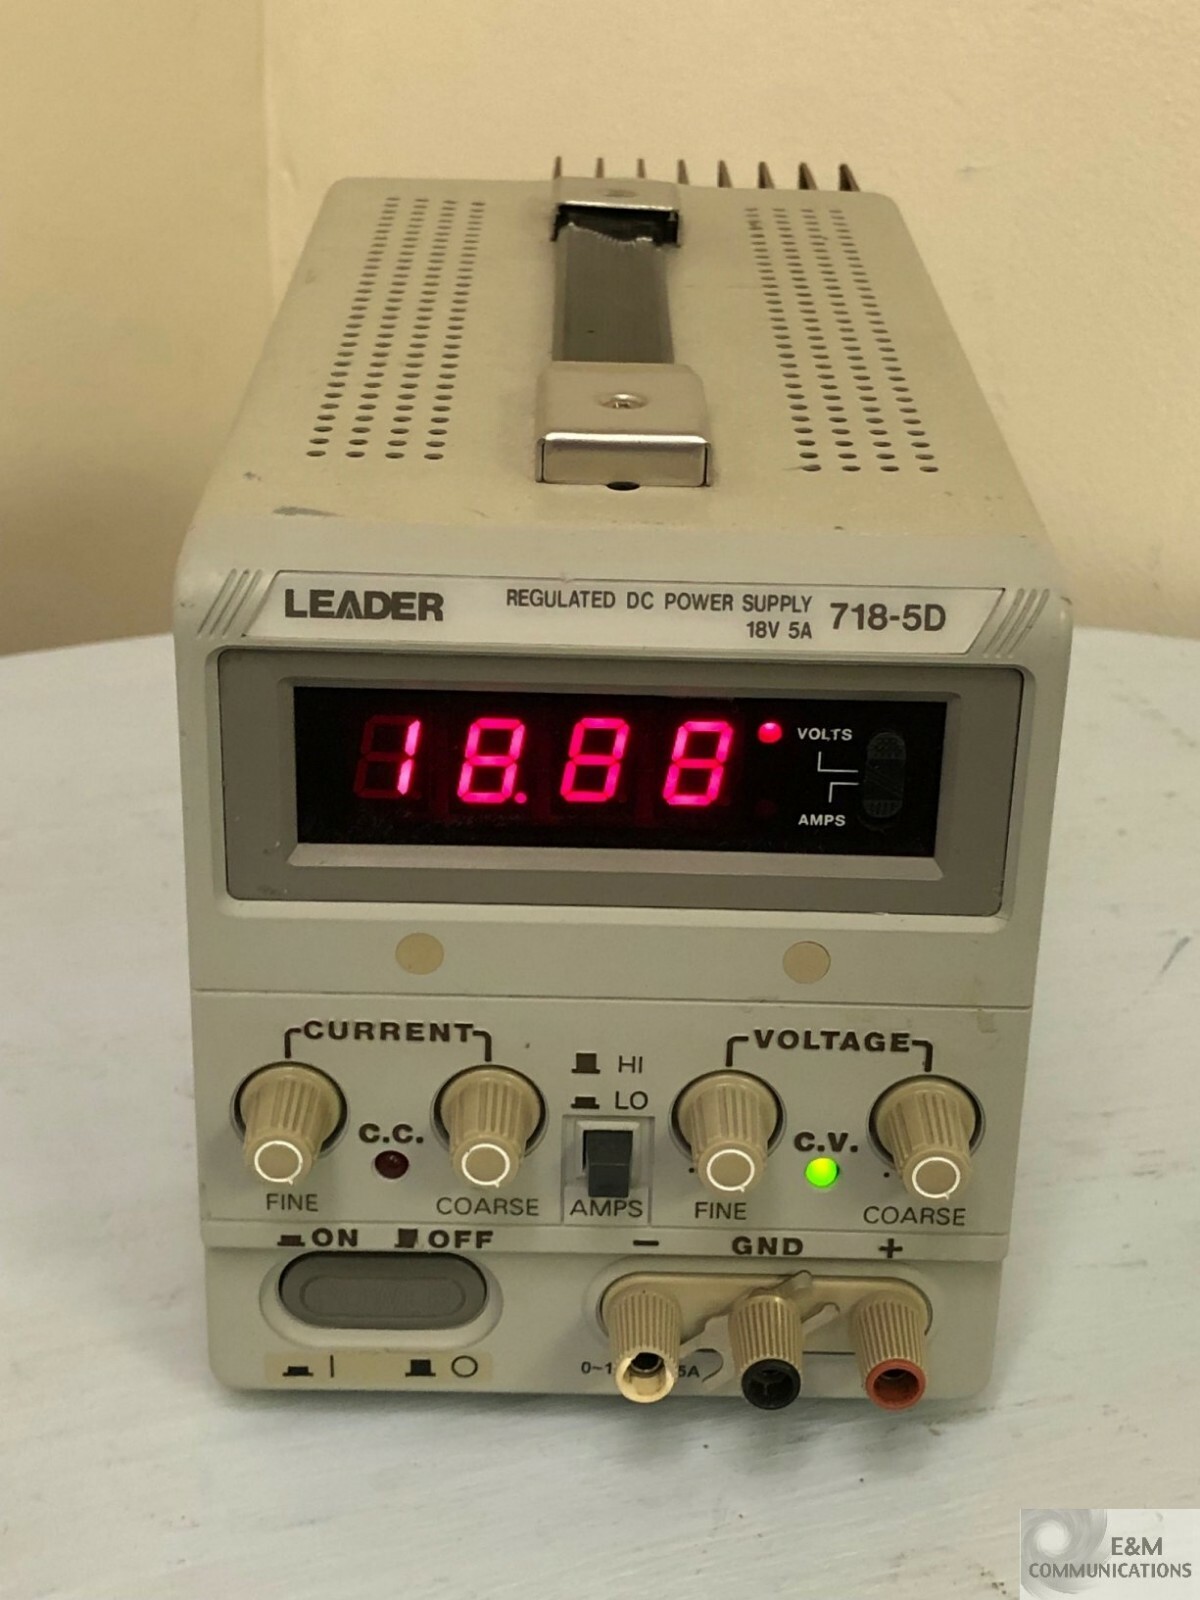 LEADER REGULATED DC POWER SUPPLY 718-5D
18V 5A
18.88 VOLTS
AMPS
CURRENT VOLTAGE
HI
LO
C.C. C.V.
FINE COARSE AMPS FINE COARSE
ON OFF - GND +
| O
5A
E&M
COMMUNICATIONS